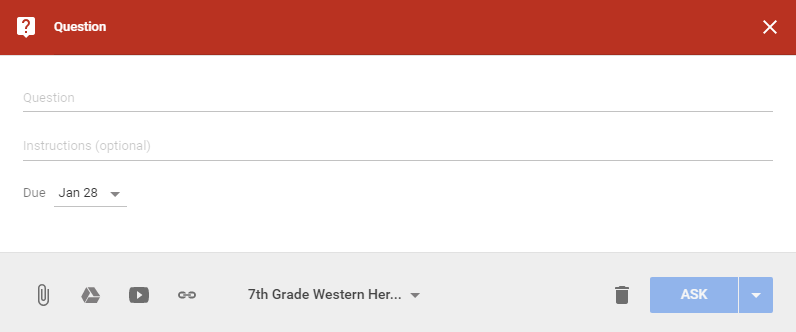 Question
Question
Instructions (optional)
Due Jan 28
7th Grade Western Her... ASK